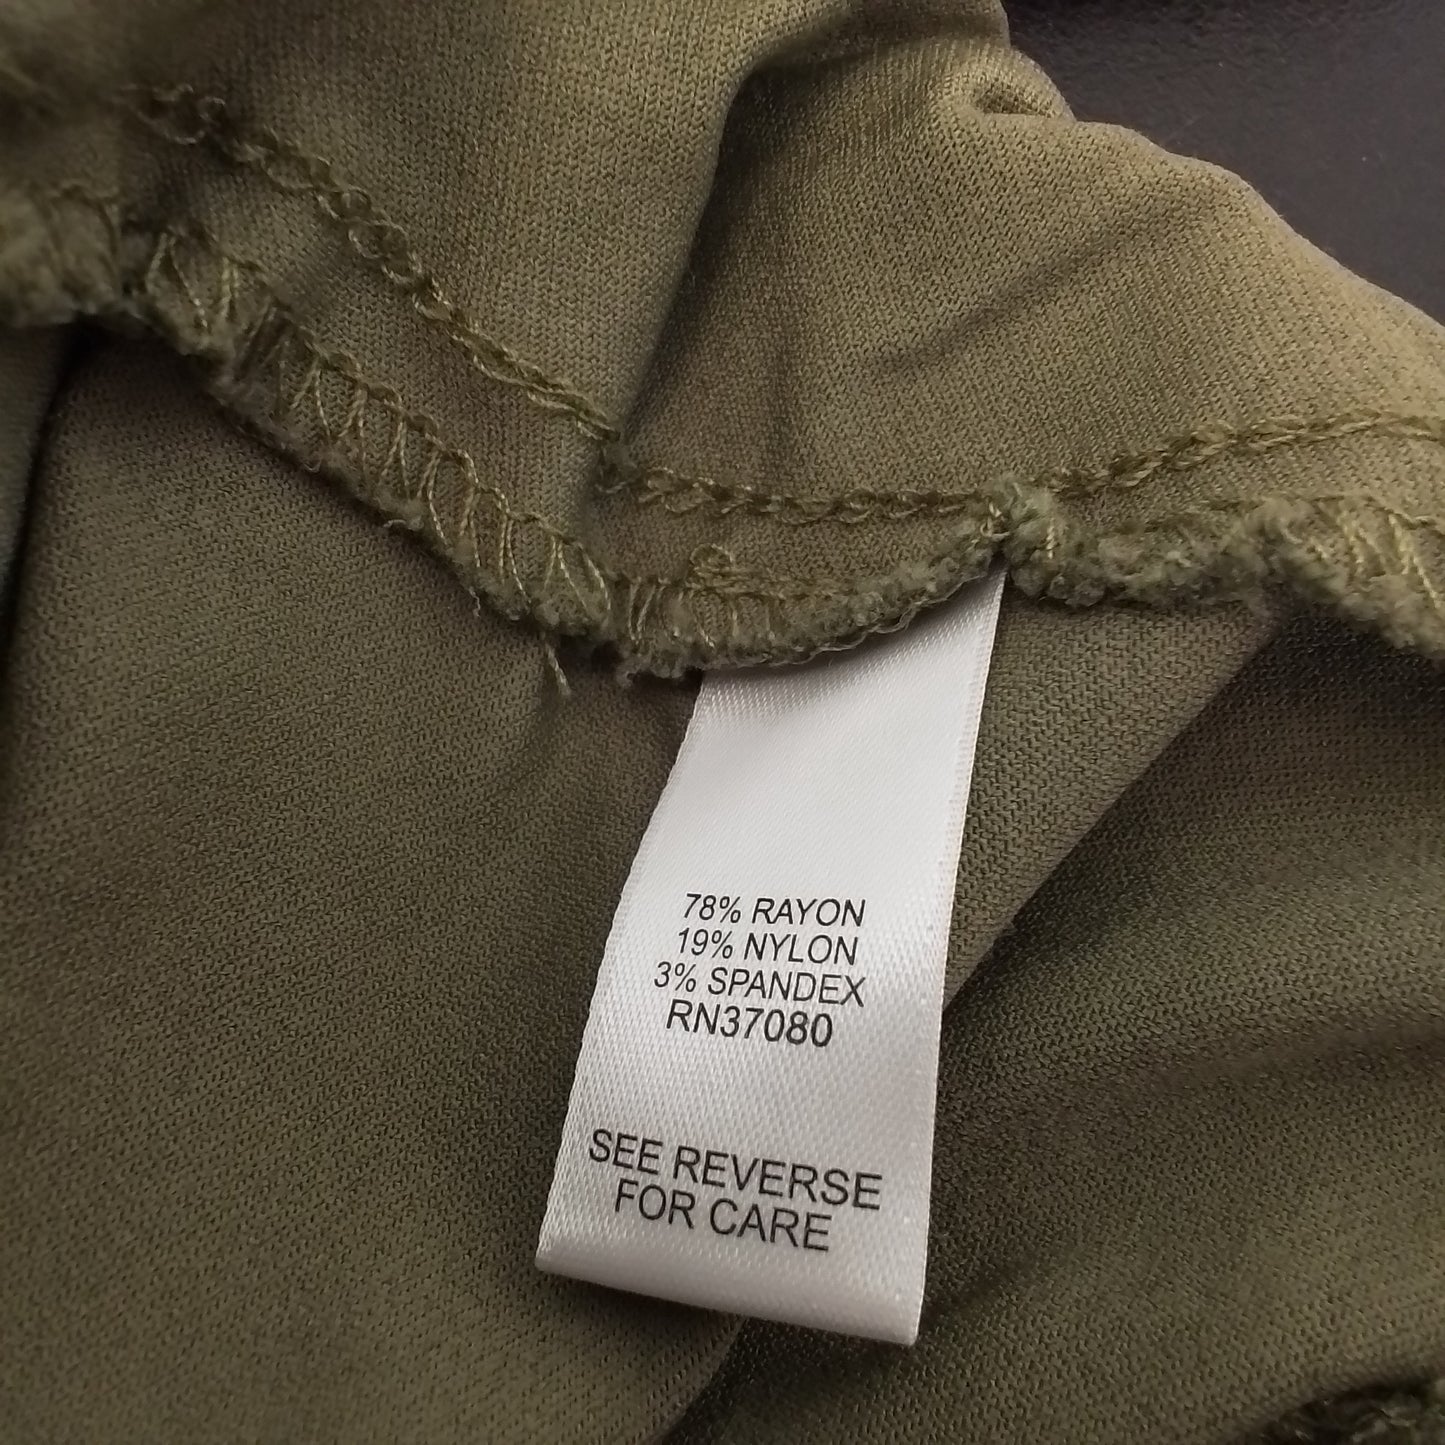 78% RAYON
19% NYLON
3% SPANDEX
RN37080
SEE REVERSE
FOR CARE